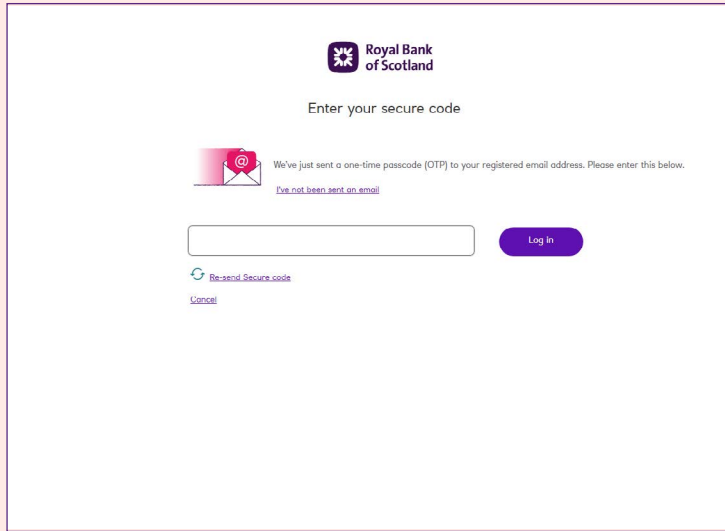 Royal Bank
of Scotland
Enter your secure code
@
We've just sent a one-time passcode (OTP) to your registered email address. Please enter this below.
I've not been sent an email
Log in
Re-send Secure code
Cancel